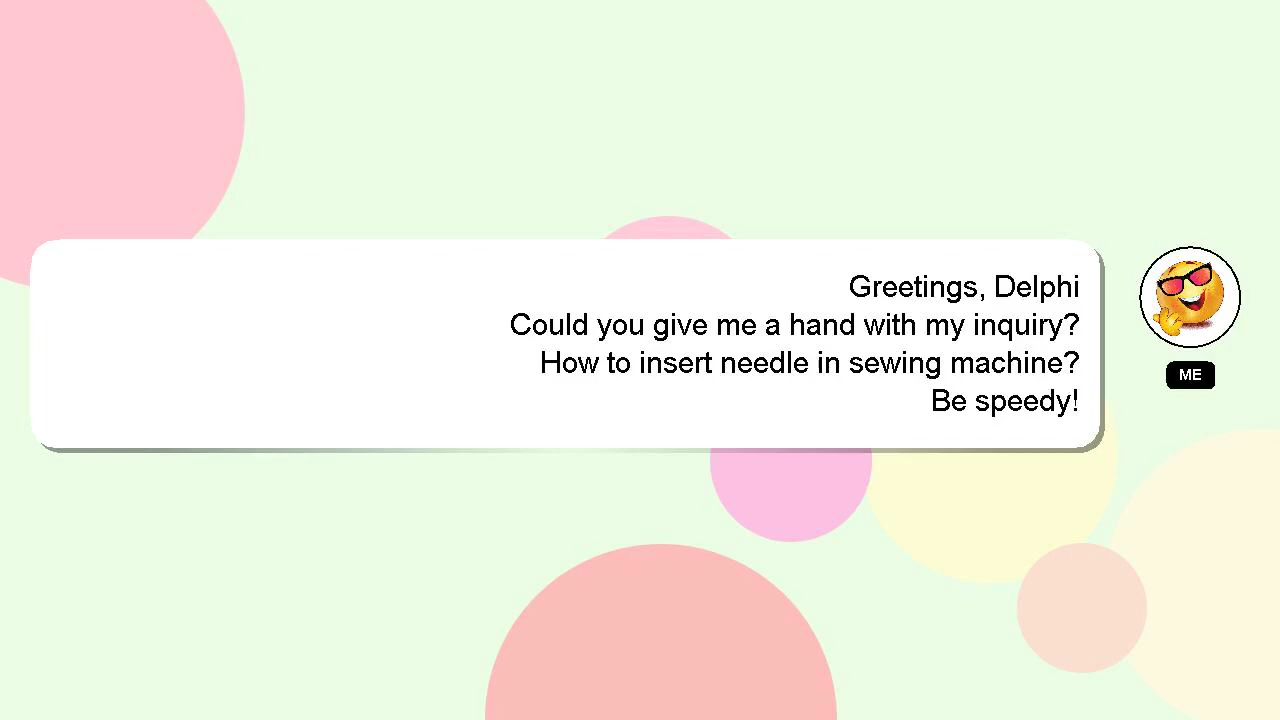 Greetings, Delphi
Could you give me a hand with my inquiry?
How to insert needle in sewing machine?
Be speedy!
ME